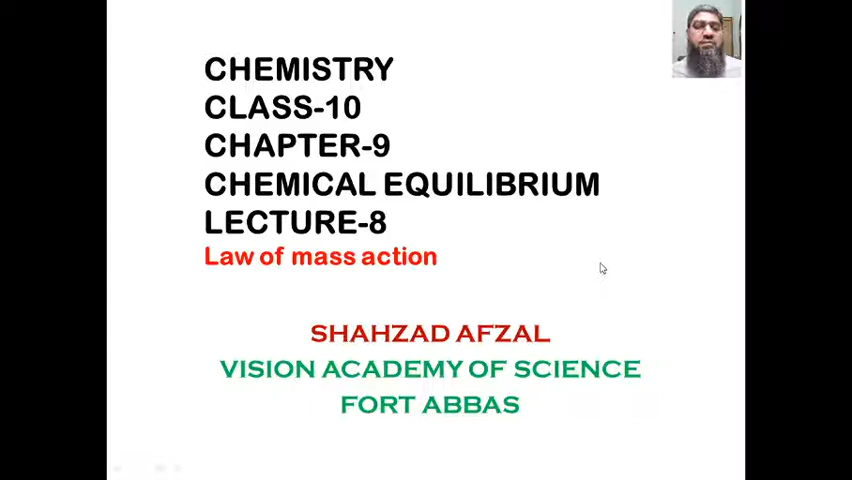 CHEMISTRY
CLASS-10
CHAPTER-9
CHEMICAL EQUILIBRIUM
LECTURE-8
Law of mass action
SHAHZAD AFZAL
VISION ACADEMY OF SCIENCE
FORT ABBAS